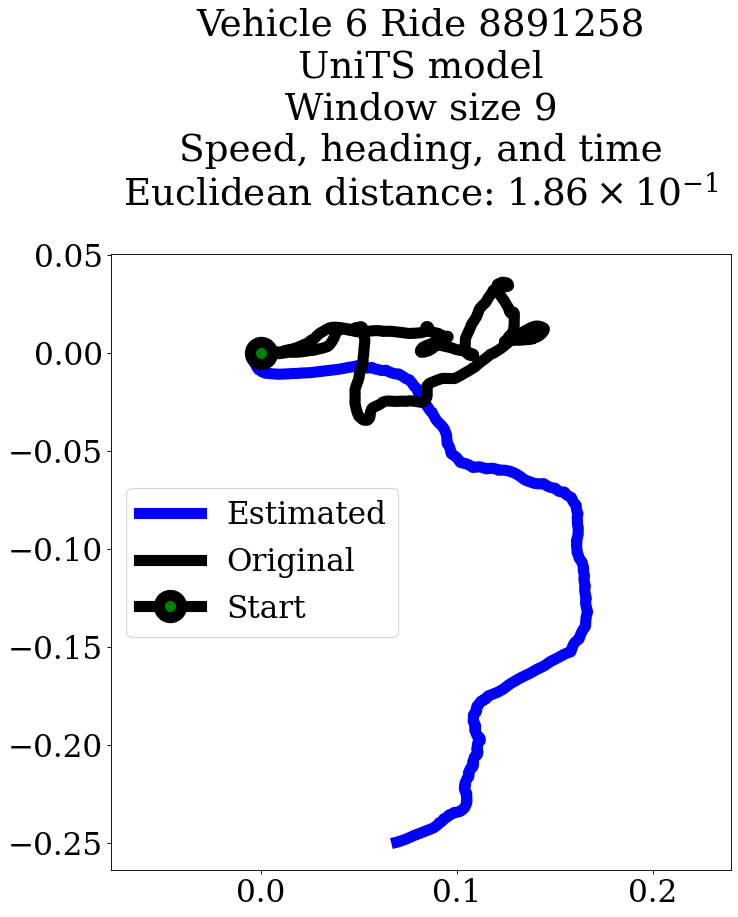 Vehicle 6 Ride 8891258
UniTS model
Window size 9
Speed, heading, and time
Euclidean distance: 1.86 × 10⁻¹
0.05
0.00
−0.05
−0.10
−0.15
−0.20
−0.25
Estimated
Original
Start
0.0 0.1 0.2